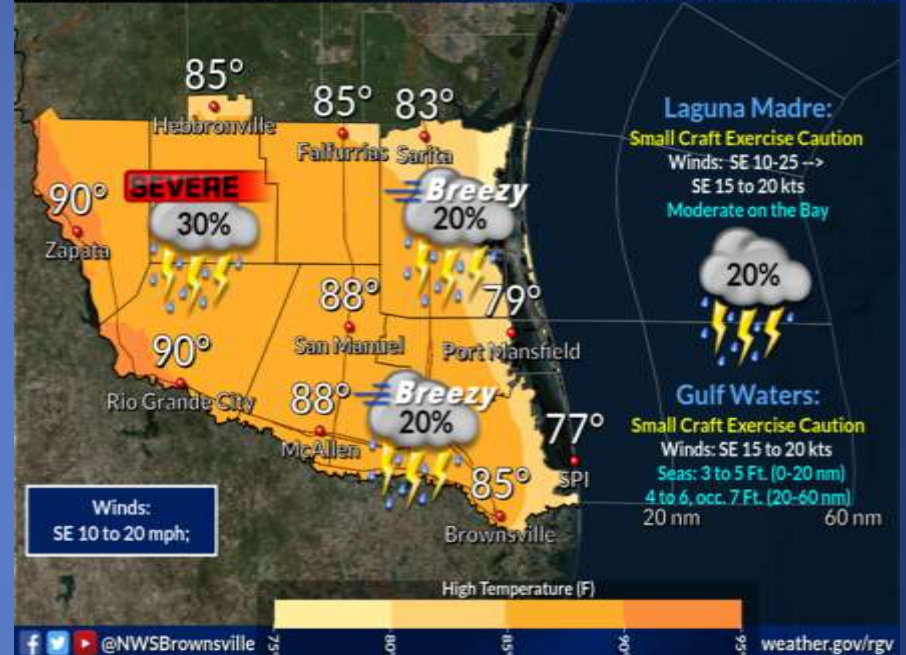 85°
Hebbronville
85°
Falfurrias
83°
Sarita
Laguna Madre:
Small Craft Exercise Caution
Winds: SE 10-25 -->
SE 15 to 20 kts
Moderate on the Bay
SEVERE
30%
Breezy
20%
90°
Zapata
20%
88°
San Manuel
79°
Port Mansfield
90°
Rio Grande City
88°
McAllen
Breezy
20%
77°
SPI
85°
Brownsville
Gulf Waters:
Small Craft Exercise Caution
Winds: SE 15 to 20 kts
Seas: 3 to 5 Ft. (0-20 nm)
4 to 6, occ. 7 Ft. (20-60 nm)
20 nm
60 nm
Winds:
SE 10 to 20 mph;
High Temperature (F)
75°
80°
85°
90°
95°
@NWSBrownsville
weather.gov/rgv